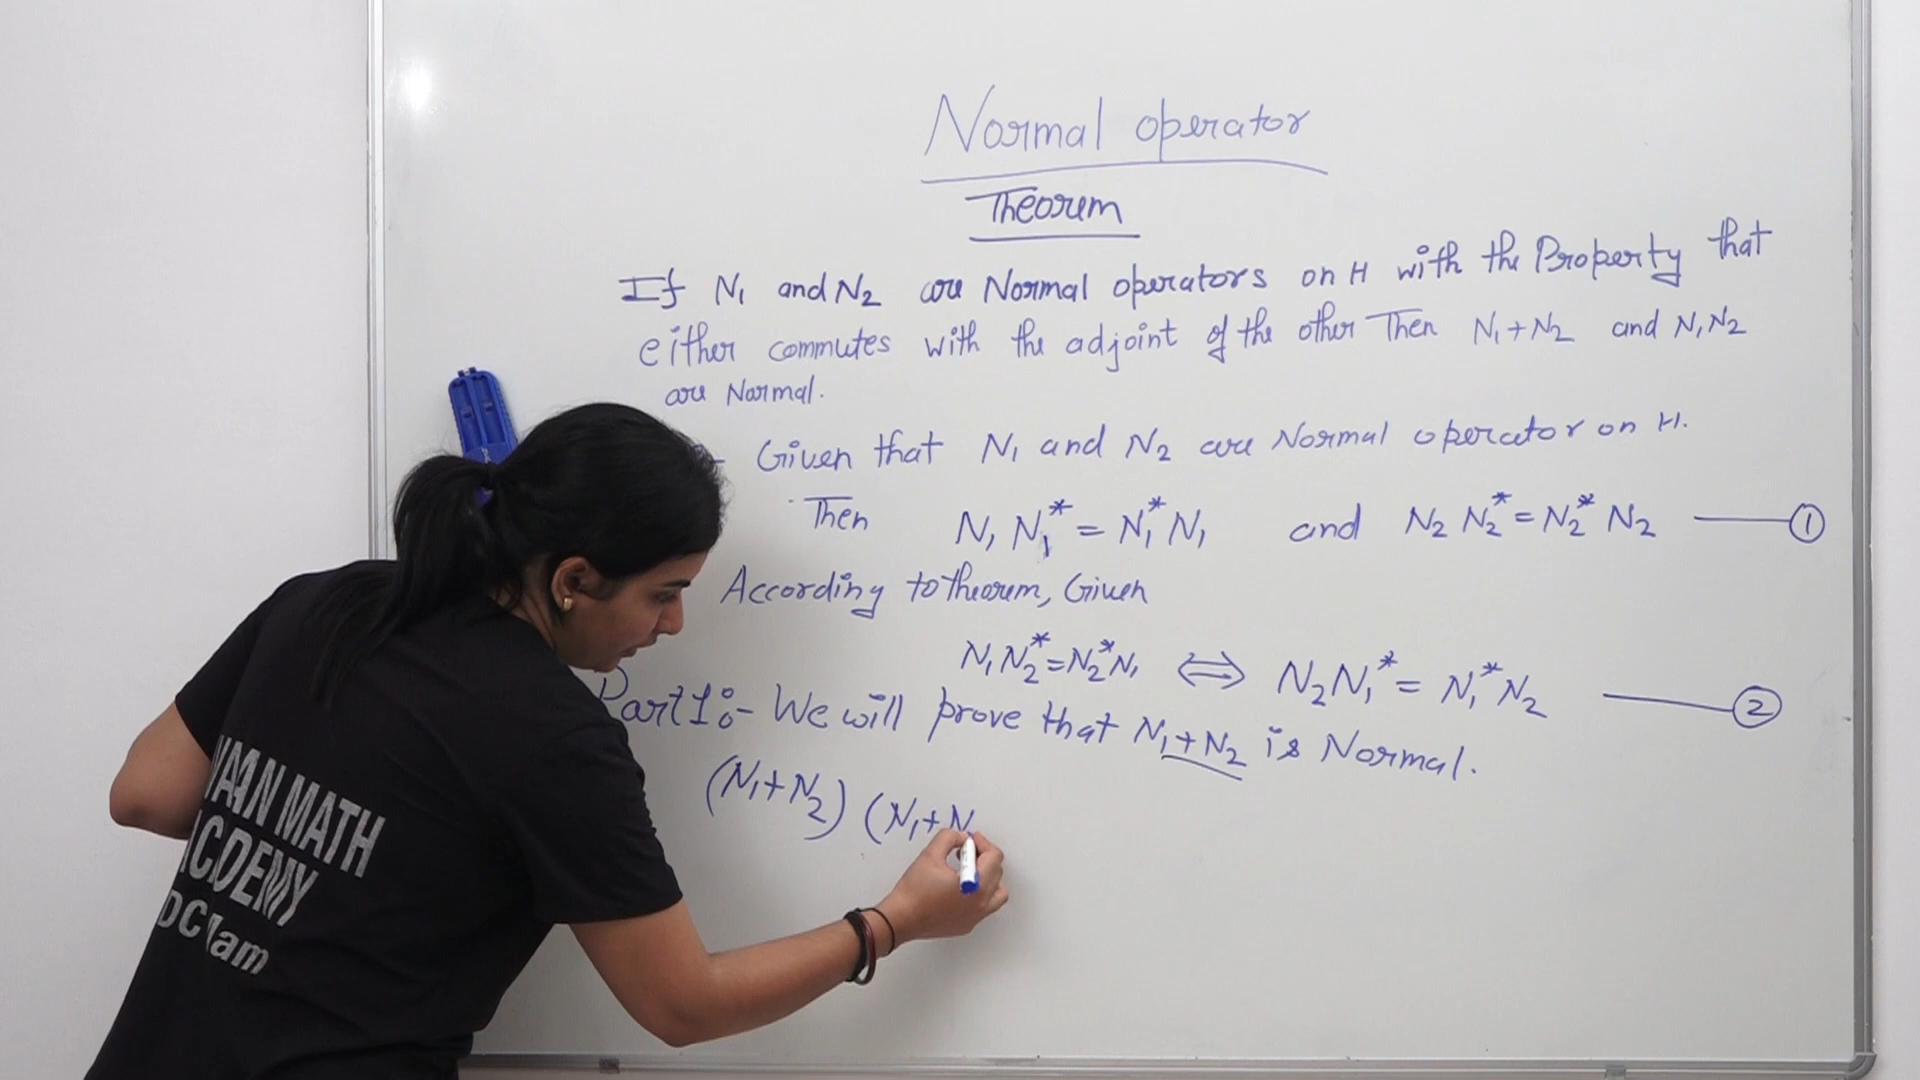 Normal operator
Theorem
If N₁ and N₂ are Normal operators on H with the Property that
either commutes with the adjoint of the other Then N₁+N₂ and N₁N₂
are Normal.
Given that N₁ and N₂ are Normal operator on H.
Then N₁N₁* = N₁*N₁ and N₂N₂* = N₂*N₂ —— ①
According to theorem, Given
N₁N₂* = N₂*N₁ ⟺ N₂N₁* = N₁*N₂ —— ②
Part 1:- We will prove that N₁+N₂ is Normal.
(N₁+N₂) (N₁+N
MATH